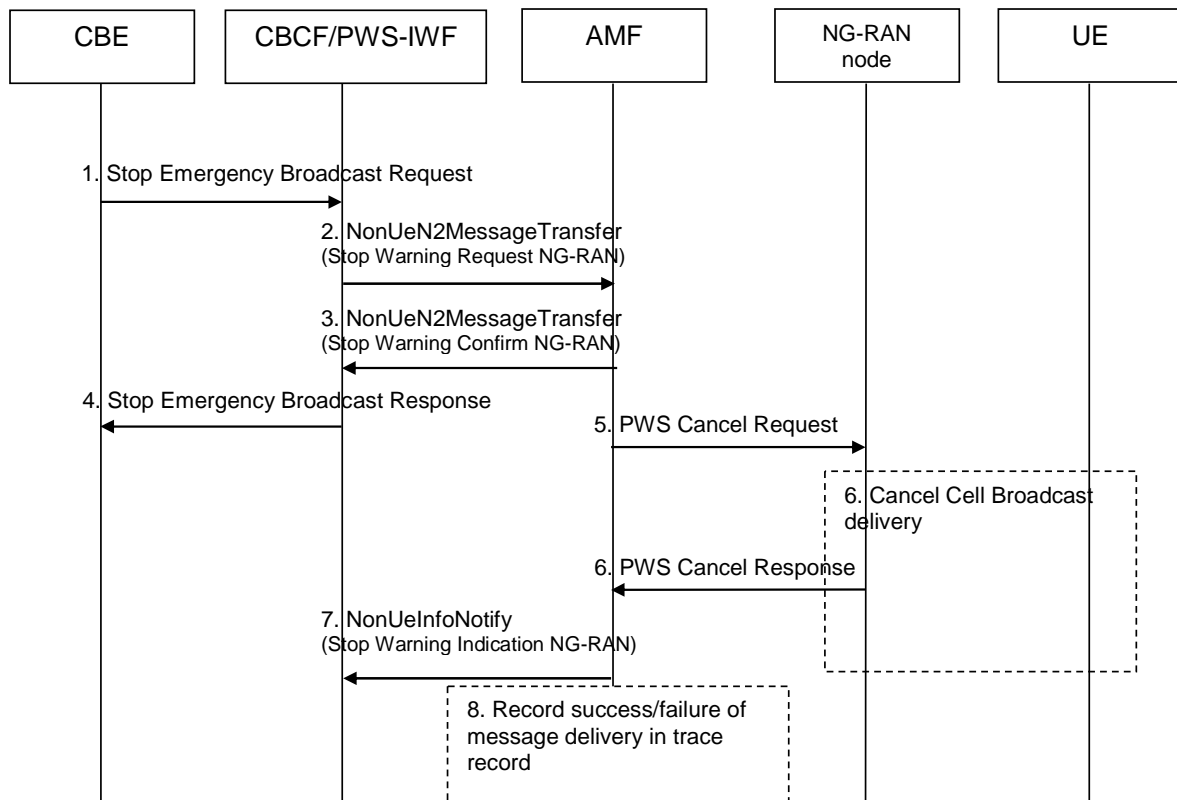 CBE
CBCF/PWS-IWF
AMF
NG-RAN
node
UE
1. Stop Emergency Broadcast Request
2. NonUeN2MessageTransfer
(Stop Warning Request NG-RAN)
3. NonUeN2MessageTransfer
(Stop Warning Confirm NG-RAN)
4. Stop Emergency Broadcast Response
5. PWS Cancel Request
6. Cancel Cell Broadcast
delivery
6. PWS Cancel Response
7. NonUeInfoNotify
(Stop Warning Indication NG-RAN)
8. Record success/failure of
message delivery in trace
record